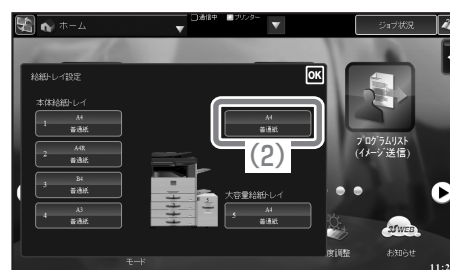 ホーム
通信中
プリンター
ジョブ状況
給紙トレイ設定
OK
本体給紙トレイ
1 A4
普通紙
2 A4R
普通紙
3 B4
普通紙
4 A3
普通紙
A4
普通紙
(2)
大容量給紙トレイ
5 A4
普通紙
プログラムリスト
(イメージ送信)
WEB
度調整
お知らせ
モード
11:2